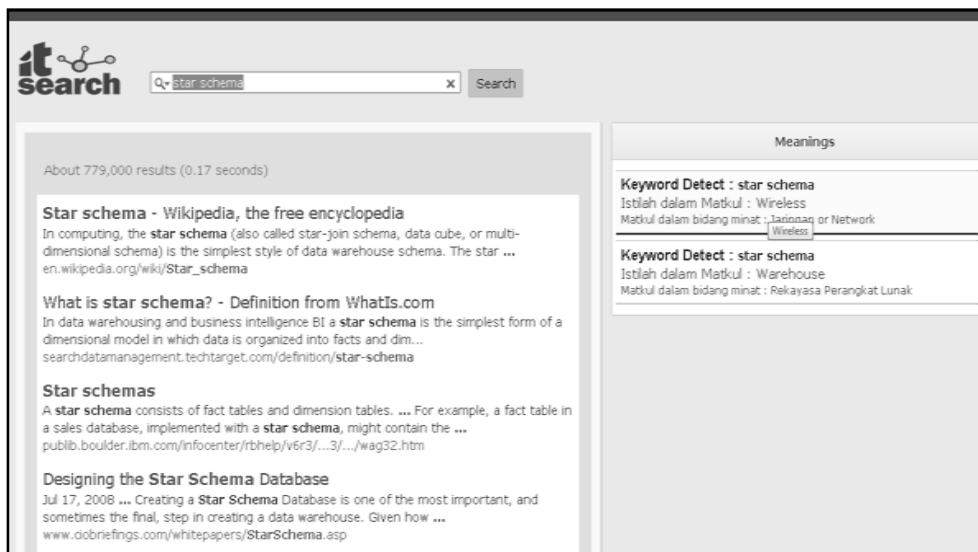 it
search
star schema
x
Search
About 779,000 results (0.17 seconds)
Star schema - Wikipedia, the free encyclopedia
In computing, the star schema (also called star-join schema, data cube, or multi-
dimensional schema) is the simplest style of data warehouse schema. The star ...
en.wikipedia.org/wiki/Star_schema
What is star schema? - Definition from WhatIs.com
In data warehousing and business intelligence BI a star schema is the simplest form of a
dimensional model in which data is organized into facts and dim...
searchdatamanagement.techtarget.com/definition/star-schema
Star schemas
A star schema consists of fact tables and dimension tables. ... For example, a fact table in
a sales database, implemented with a star schema, might contain the ...
publib.boulder.ibm.com/infocenter/rbhelp/v6r3/...3/.../wag32.htm
Designing the Star Schema Database
Jul 17, 2008 ... Creating a Star Schema Database is one of the most important, and
sometimes the final, step in creating a data warehouse. Given how ...
www.ciobriefings.com/whitepapers/StarSchema.asp
Meanings
Keyword Detect : star schema
Istilah dalam Matkul : Wireless
Matkul dalam bidang minat : Jaringan or Network
Wireless
Keyword Detect : star schema
Istilah dalam Matkul : Warehouse
Matkul dalam bidang minat : Rekayasa Perangkat Lunak